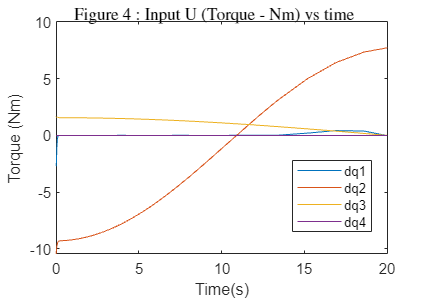 Figure 4 : Input U (Torque - Nm) vs time
10
5
0
-5
-10
Torque (Nm)
0 5 10 15 20
Time(s)
dq1
dq2
dq3
dq4